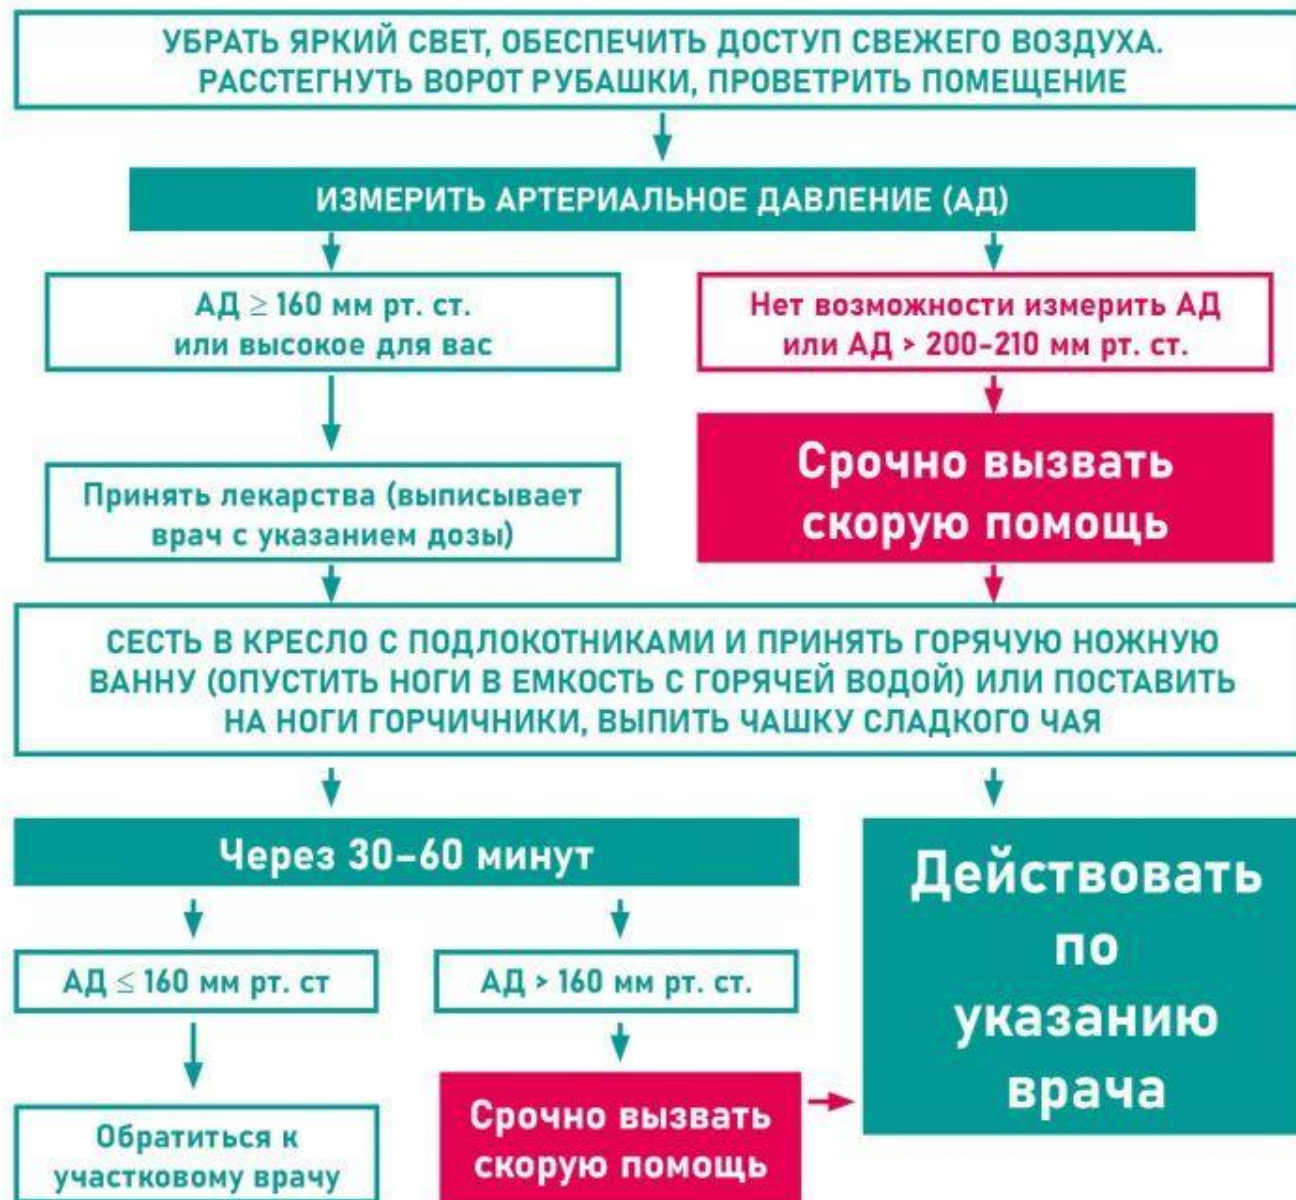 УБРАТЬ ЯРКИЙ СВЕТ, ОБЕСПЕЧИТЬ ДОСТУП СВЕЖЕГО ВОЗДУХА.
РАССТЕГНУТЬ ВОРОТ РУБАШКИ, ПРОВЕТРИТЬ ПОМЕЩЕНИЕ
ИЗМЕРИТЬ АРТЕРИАЛЬНОЕ ДАВЛЕНИЕ (АД)
АД ≥ 160 мм рт. ст.
или высокое для вас
Нет возможности измерить АД
или АД > 200-210 мм рт. ст.
Принять лекарства (выписывает
врач с указанием дозы)
Срочно вызвать
скорую помощь
СЕСТЬ В КРЕСЛО С ПОДЛОКОТНИКАМИ И ПРИНЯТЬ ГОРЯЧУЮ НОЖНУЮ
ВАННУ (ОПУСТИТЬ НОГИ В ЕМКОСТЬ С ГОРЯЧЕЙ ВОДОЙ) ИЛИ ПОСТАВИТЬ
НА НОГИ ГОРЧИЧНИКИ, ВЫПИТЬ ЧАШКУ СЛАДКОГО ЧАЯ
Через 30–60 минут
АД ≤ 160 мм рт. ст
Обратиться к
участковому врачу
АД > 160 мм рт. ст.
Срочно вызвать
скорую помощь
Действовать
по
указанию
врача